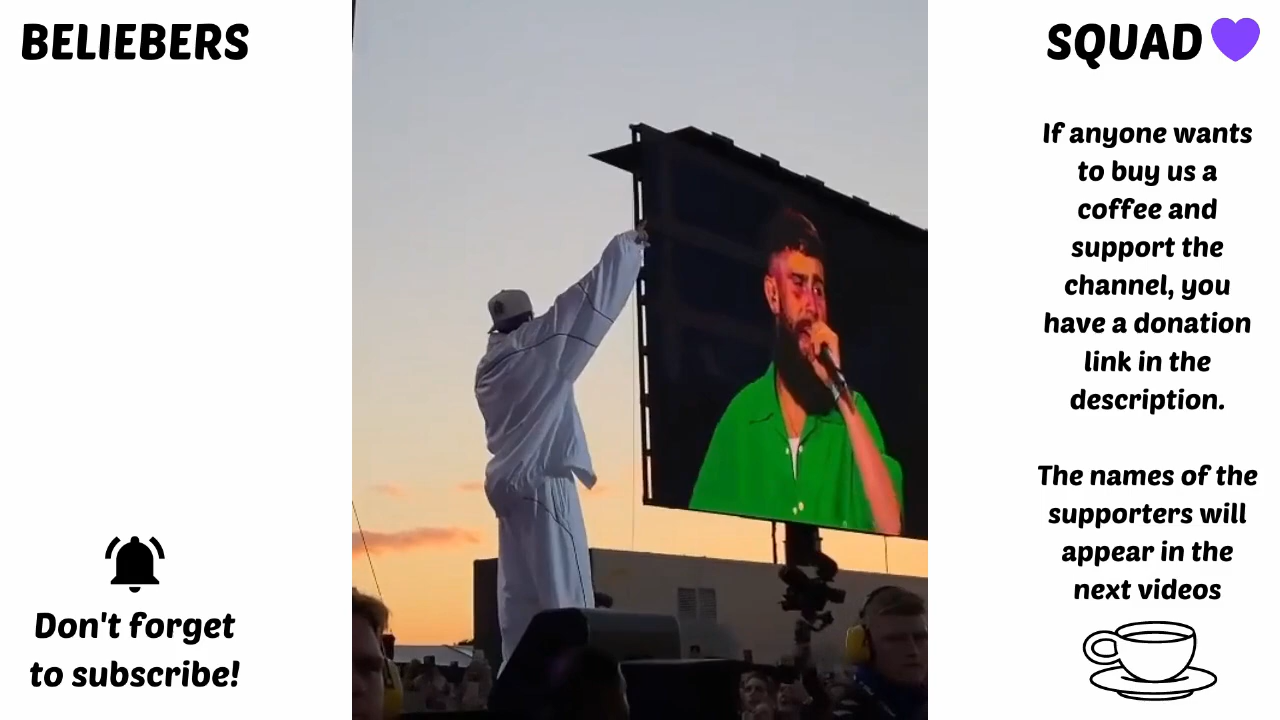 BELIEBERS
SQUAD
If anyone wants
to buy us a
coffee and
support the
channel, you
have a donation
link in the
description.
The names of the
supporters will
appear in the
next videos
Don't forget
to subscribe!